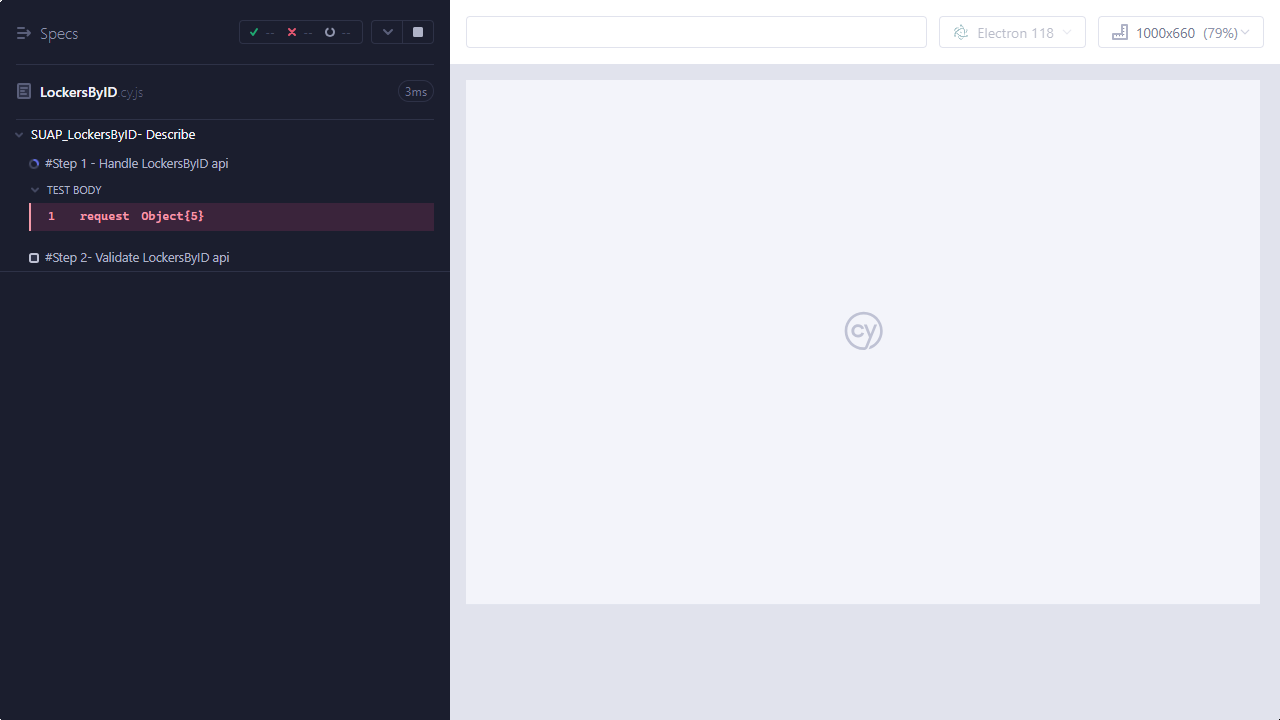 Specs
-- -- --
LockersByID.cy.js
3ms
SUAP_LockersByID- Describe
#Step 1 - Handle LockersByID api
TEST BODY
1 request Object{5}
#Step 2- Validate LockersByID api
Electron 118
1000x660 (79%)
cy